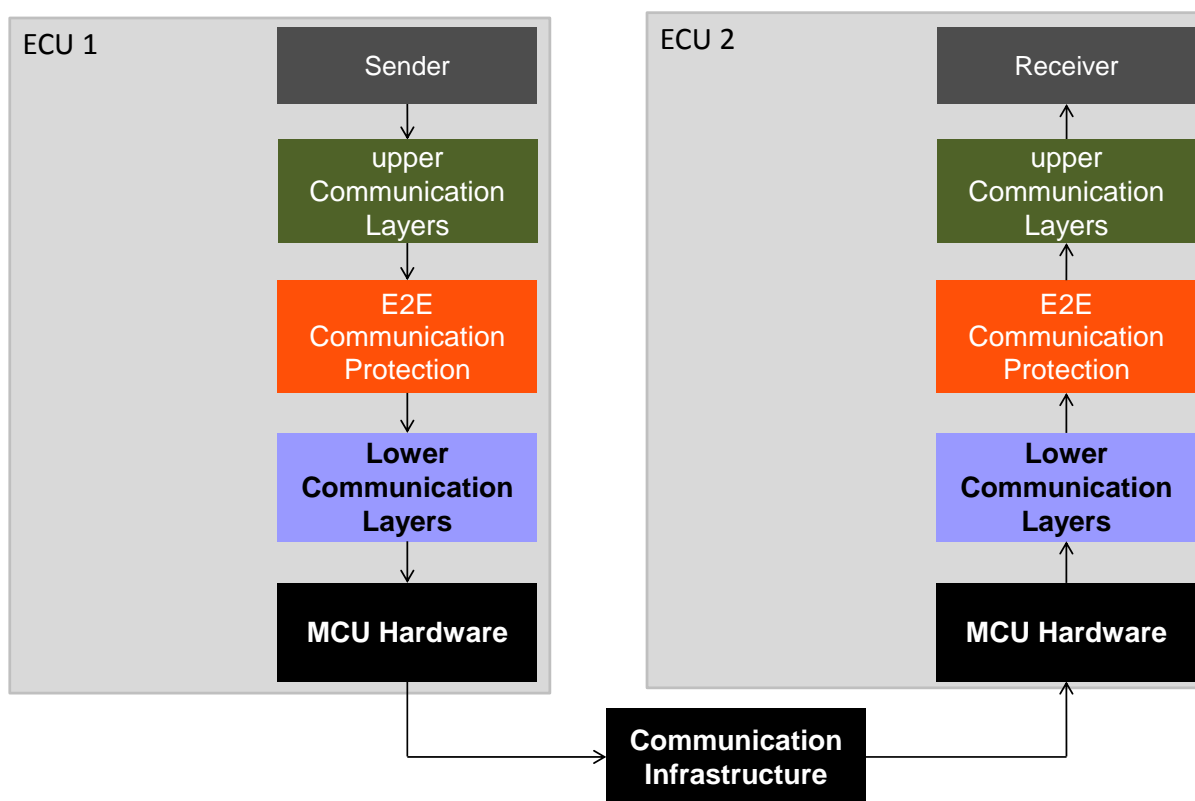 ECU 1
Sender
upper
Communication
Layers
E2E
Communication
Protection
Lower
Communication
Layers
MCU Hardware
ECU 2
Receiver
upper
Communication
Layers
E2E
Communication
Protection
Lower
Communication
Layers
MCU Hardware
Communication
Infrastructure